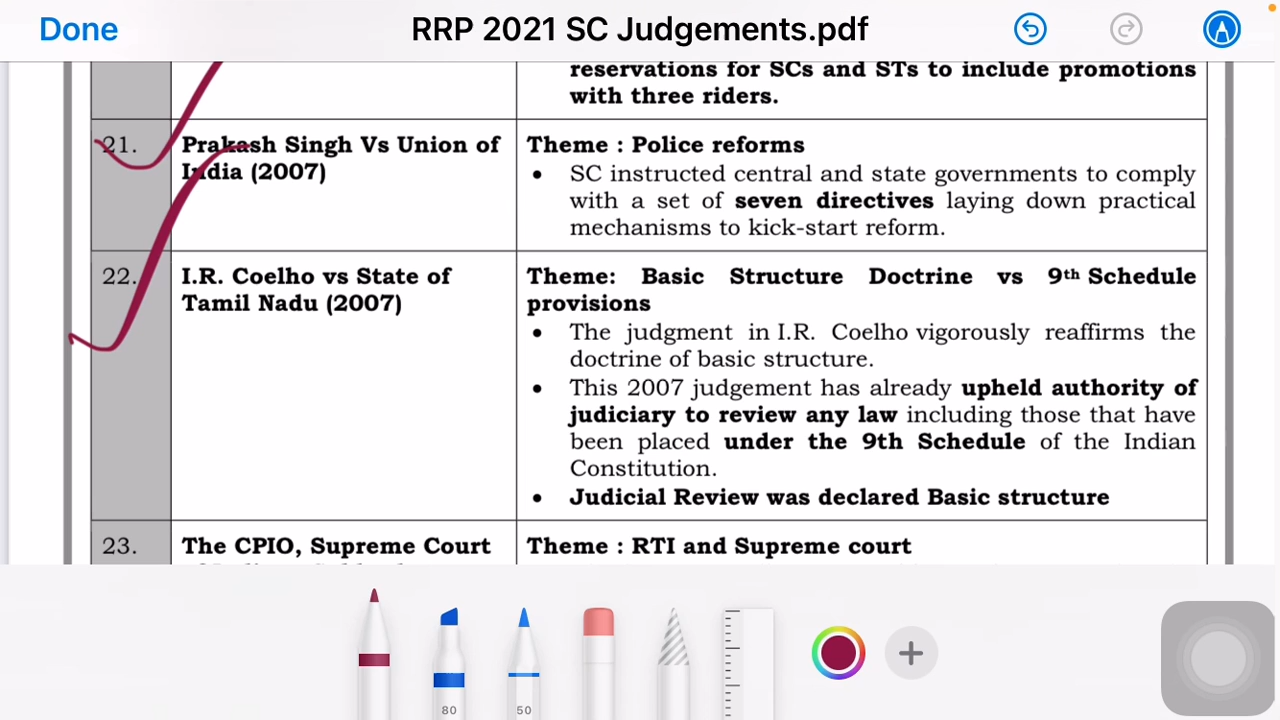 Done
RRP 2021 SC Judgements.pdf
reservations for SCs and STs to include promotions
with three riders.
21.
Prakash Singh Vs Union of
India (2007)
Theme : Police reforms
• SC instructed central and state governments to comply
with a set of seven directives laying down practical
mechanisms to kick-start reform.
22.
I.R. Coelho vs State of
Tamil Nadu (2007)
Theme: Basic Structure Doctrine vs 9th Schedule
provisions
• The judgment in I.R. Coelho vigorously reaffirms the
doctrine of basic structure.
• This 2007 judgement has already upheld authority of
judiciary to review any law including those that have
been placed under the 9th Schedule of the Indian
Constitution.
• Judicial Review was declared Basic structure
23.
The CPIO, Supreme Court
Theme : RTI and Supreme court
80
50